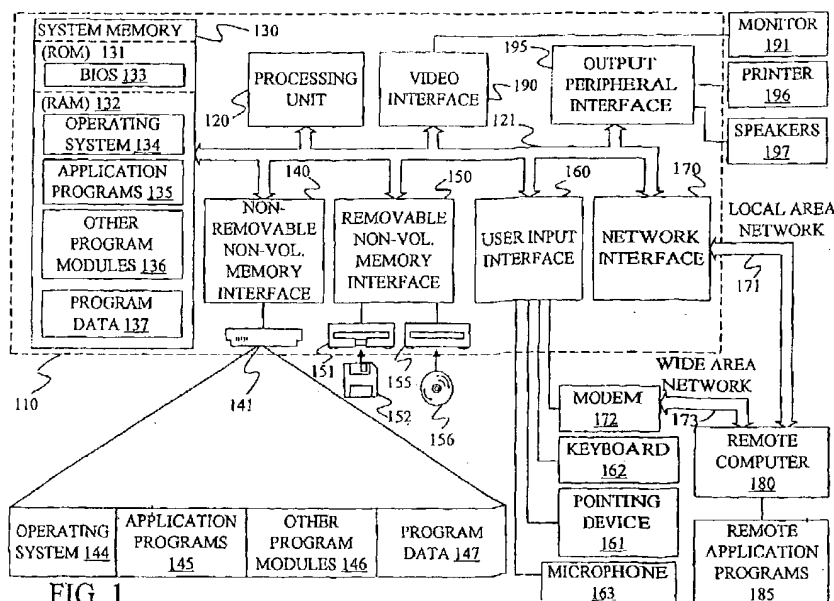 SYSTEM MEMORY
130
(ROM) 131
BIOS 133
(RAM) 132
OPERATING
SYSTEM 134
APPLICATION
PROGRAMS 135
OTHER
PROGRAM
MODULES 136
PROGRAM
DATA 137
110
PROCESSING
UNIT
120
VIDEO
INTERFACE
190
195
OUTPUT
PERIPHERAL
INTERFACE
121
MONITOR
191
PRINTER
196
SPEAKERS
197
140
NON-
REMOVABLE
NON-VOL.
MEMORY
INTERFACE
150
REMOVABLE
NON-VOL.
MEMORY
INTERFACE
160
USER INPUT
INTERFACE
170
NETWORK
INTERFACE
LOCAL AREA
NETWORK
171
141
151
152
155
156
WIDE AREA
NETWORK
173
MODEM
172
KEYBOARD
162
POINTING
DEVICE
161
MICROPHONE
163
REMOTE
COMPUTER
180
REMOTE
APPLICATION
PROGRAMS
185
OPERATING
SYSTEM 144
APPLICATION
PROGRAMS
145
OTHER
PROGRAM
MODULES 146
PROGRAM
DATA 147
FIG. 1